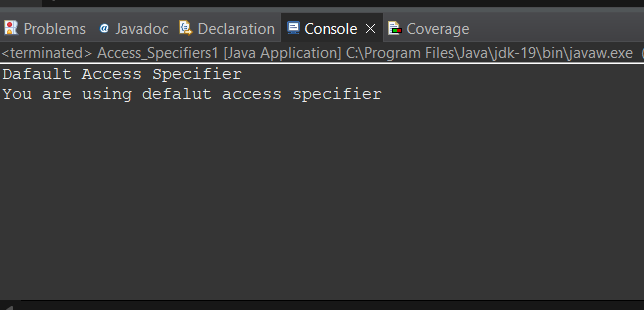 Problems Javadoc Declaration Console Coverage
<terminated> Access_Specifiers1 [Java Application] C:\Program Files\Java\jdk-19\bin\javaw.exe (
Dafault Access Specifier
You are using defalut access specifier